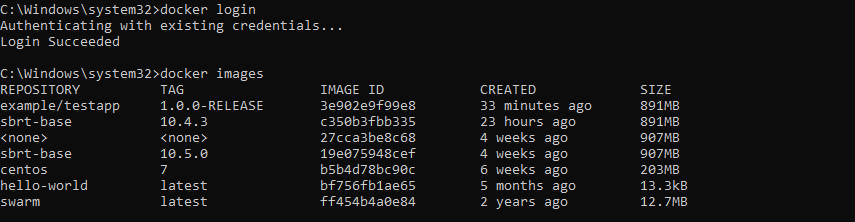 C:\Windows\system32>docker login
Authenticating with existing credentials...
Login Succeeded
C:\Windows\system32>docker images
REPOSITORY TAG IMAGE ID CREATED SIZE
example/testapp 1.0.0-RELEASE 3e902e9f99e8 33 minutes ago 891MB
sbrt-base 10.4.3 c350b3fbb335 23 hours ago 891MB
<none> <none> 27cca3be8c68 4 weeks ago 907MB
sbrt-base 10.5.0 19e075948cef 4 weeks ago 907MB
centos 7 b5b4d78bc90c 6 weeks ago 203MB
hello-world latest bf756fb1ae65 5 months ago 13.3kB
swarm latest ff454b4a0e84 2 years ago 12.7MB